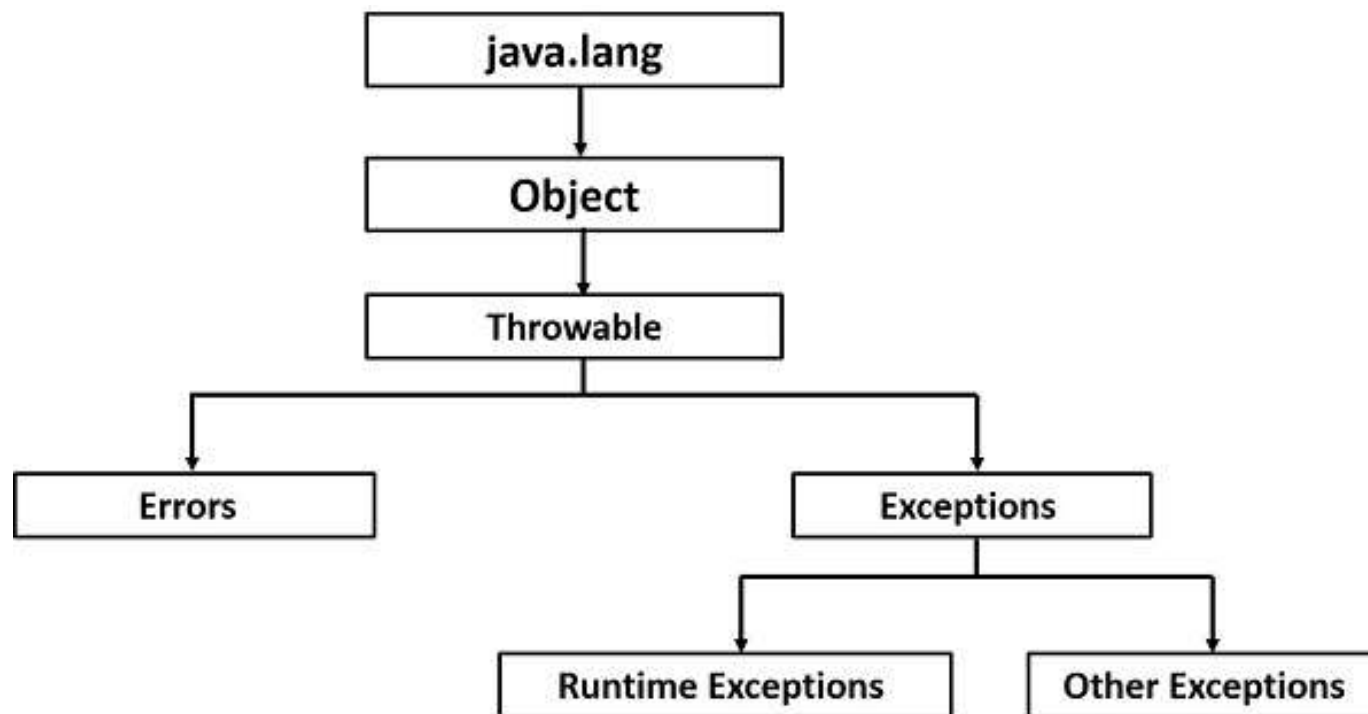 java.lang
Object
Throwable
Errors
Exceptions
Runtime Exceptions
Other Exceptions